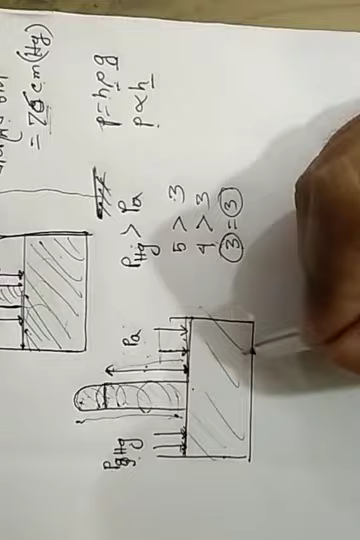 = 76 cm(Hg)
P=hρg
P∝h
PHg > Pa
5 > 3
4 > 3
3 = 3
Pa
PHg